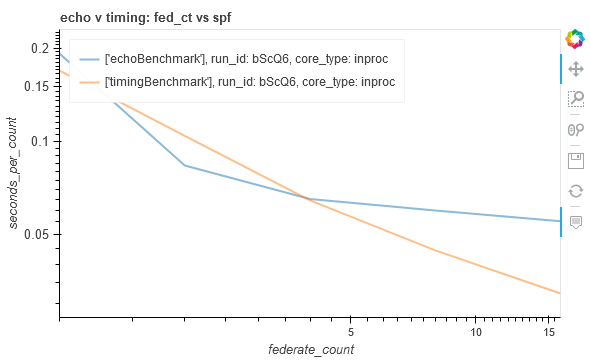 echo v timing: fed_ct vs spf
['echoBenchmark'], run_id: bScQ6, core_type: inproc
['timingBenchmark'], run_id: bScQ6, core_type: inproc
seconds_per_count
0.2
0.15
0.1
0.05
5
10
15
federate_count